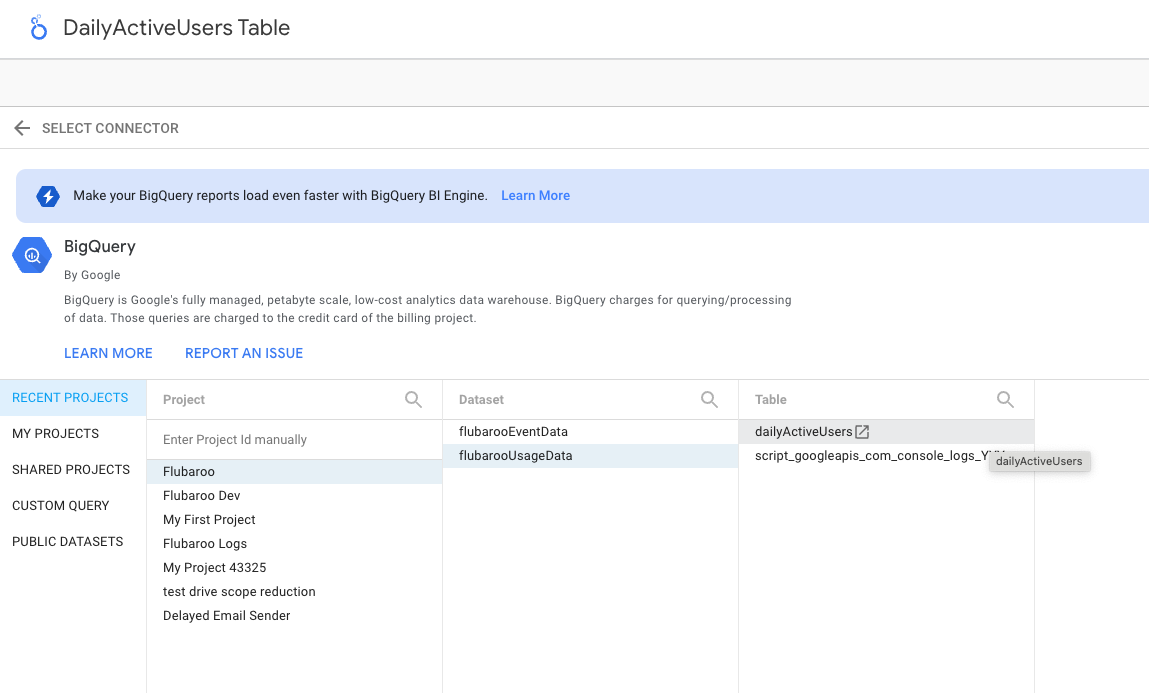 DailyActiveUsers Table
SELECT CONNECTOR
Make your BigQuery reports load even faster with BigQuery BI Engine. Learn More
BigQuery
By Google
BigQuery is Google's fully managed, petabyte scale, low-cost analytics data warehouse. BigQuery charges for querying/processing
of data. Those queries are charged to the credit card of the billing project.
LEARN MORE REPORT AN ISSUE
RECENT PROJECTS
MY PROJECTS
SHARED PROJECTS
CUSTOM QUERY
PUBLIC DATASETS
Project
Enter Project Id manually
Flubaroo
Flubaroo Dev
My First Project
Flubaroo Logs
My Project 43325
test drive scope reduction
Delayed Email Sender
Dataset
flubarooEventData
flubarooUsageData
Table
dailyActiveUsers
script_googleapis_com_console_logs_
dailyActiveUsers